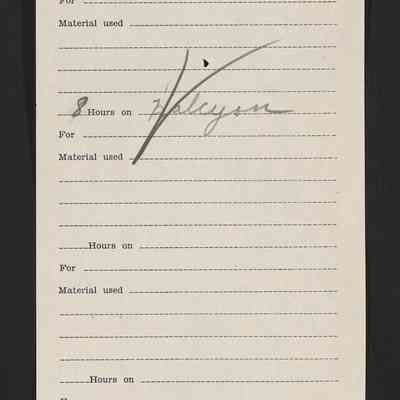 For
Material used
8 Hours on Halcyon
For
Material used
Hours on
For
Material used
Hours on